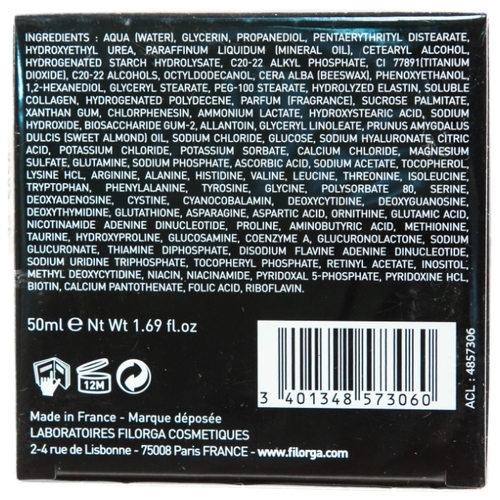 INGREDIENTS : AQUA (WATER), GLYCERIN, PROPANEDIOL, PENTAERYTHRITYL DISTEARATE,
HYDROXYETHYL UREA, PARAFFINUM LIQUIDUM (MINERAL OIL), CETEARYL ALCOHOL,
HYDROGENATED STARCH HYDROLYSATE, C20-22 ALKYL PHOSPHATE, CI 77891(TITANIUM
DIOXIDE), C20-22 ALCOHOLS, OCTYLDODECANOL, CERA ALBA (BEESWAX), PHENOXYETHANOL,
1,2-HEXANEDIOL, GLYCERYL STEARATE, PEG-100 STEARATE, HYDROLYZED ELASTIN, SOLUBLE
COLLAGEN, HYDROGENATED POLYDECENE, PARFUM (FRAGRANCE), SUCROSE PALMITATE,
XANTHAN GUM, CHLORPHENESIN, AMMONIUM LACTATE, HYDROXYSTEARIC ACID, SODIUM
HYDROXIDE, BIOSACCHARIDE GUM-2, ALLANTOIN, GLYCERYL LINOLEATE, PRUNUS AMYGDALUS
DULCIS (SWEET ALMOND) OIL, SODIUM CHLORIDE, GLUCOSE, SODIUM HYALURONATE, CITRIC
ACID, POTASSIUM CHLORIDE, POTASSIUM SORBATE, CALCIUM CHLORIDE, MAGNESIUM
SULFATE, GLUTAMINE, SODIUM PHOSPHATE, ASCORBIC ACID, SODIUM ACETATE, TOCOPHEROL,
LYSINE HCL, ARGININE, ALANINE, HISTIDINE, VALINE, LEUCINE, THREONINE, ISOLEUCINE,
TRYPTOPHAN, PHENYLALANINE, TYROSINE, GLYCINE, POLYSORBATE 80, SERINE,
DEOXYADENOSINE, CYSTINE, CYANOCOBALAMIN, DEOXYCYTIDINE, DEOXYGUANOSINE,
DEOXYTHYMIDINE, GLUTATHIONE, ASPARAGINE, ASPARTIC ACID, ORNITHINE, GLUTAMIC ACID,
NICOTINAMIDE ADENINE DINUCLEOTIDE, PROLINE, AMINOBUTYRIC ACID, METHIONINE,
TAURINE, HYDROXYPROLINE, GLUCOSAMINE, COENZYME A, GLUCURONOLACTONE, SODIUM
GLUCURONATE, THIAMINE DIPHOSPHATE, DISODIUM FLAVINE ADENINE DINUCLEOTIDE,
SODIUM URIDINE TRIPHOSPHATE, TOCOPHERYL PHOSPHATE, RETINYL ACETATE, INOSITOL,
METHYL DEOXYCYTIDINE, NIACIN, NIACINAMIDE, PYRIDOXAL 5-PHOSPHATE, PYRIDOXINE HCL,
BIOTIN, CALCIUM PANTOTHENATE, FOLIC ACID, RIBOFLAVIN.
50ml ℮ Nt Wt 1.69 fl.oz
12M
3 401348 573060
ACL : 4857306
Made in France - Marque déposée
LABORATOIRES FILORGA COSMETIQUES
2-4 rue de Lisbonne - 75008 Paris FRANCE - www.filorga.com